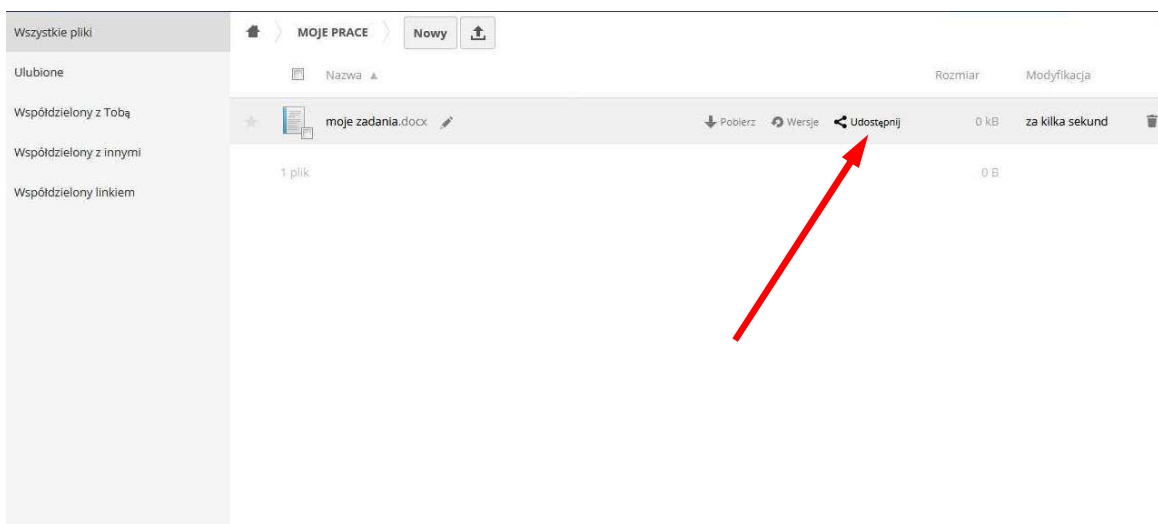 Wszystkie pliki
Ulubione
Współdzielony z Tobą
Współdzielony z innymi
Współdzielony linkiem
MOJE PRACE Nowy
Nazwa Rozmiar Modyfikacja
moje zadania.docx Pobierz Wersje Udostępnij 0 kB za kilka sekund
1 plik 0 B